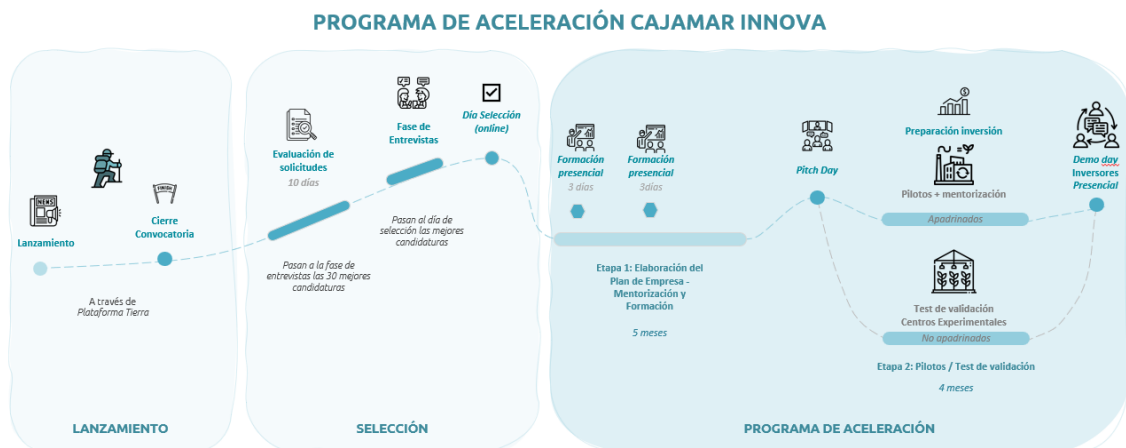 PROGRAMA DE ACELERACIÓN CAJAMAR INNOVA
NEWS
Lanzamiento
FINISH
Cierre
Convocatoria
A través de
Plataforma Tierra
LANZAMIENTO
Evaluación de
solicitudes
10 días
Pasan a la fase de
entrevistas las 30 mejores
candidaturas
Fase de
Entrevistas
Pasan al día de
selección las mejores
candidaturas
Día Selección
(online)
SELECCIÓN
Formación
presencial
3 días
Formación
presencial
3días
Etapa 1: Elaboración del
Plan de Empresa -
Mentorización y
Formación
5 meses
Pitch Day
Preparación inversión
Pilotos + mentorización
Apadrinados
Test de validación
Centros Experimentales
No apadrinados
Etapa 2: Pilotos / Test de validación
4 meses
Demo day
Inversores
Presencial
PROGRAMA DE ACELERACIÓN